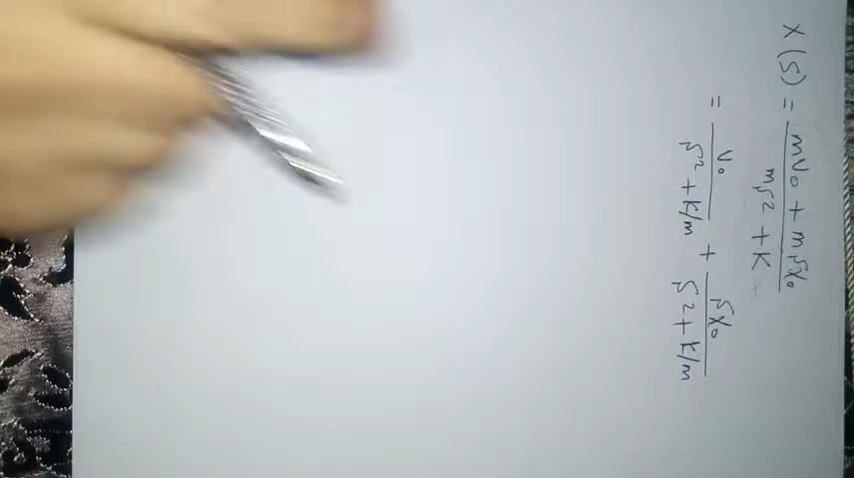 X(s) = (mv₀ + msx₀)/(ms² + k)
= v₀/(s² + k/m) + sx₀/(s² + k/m)